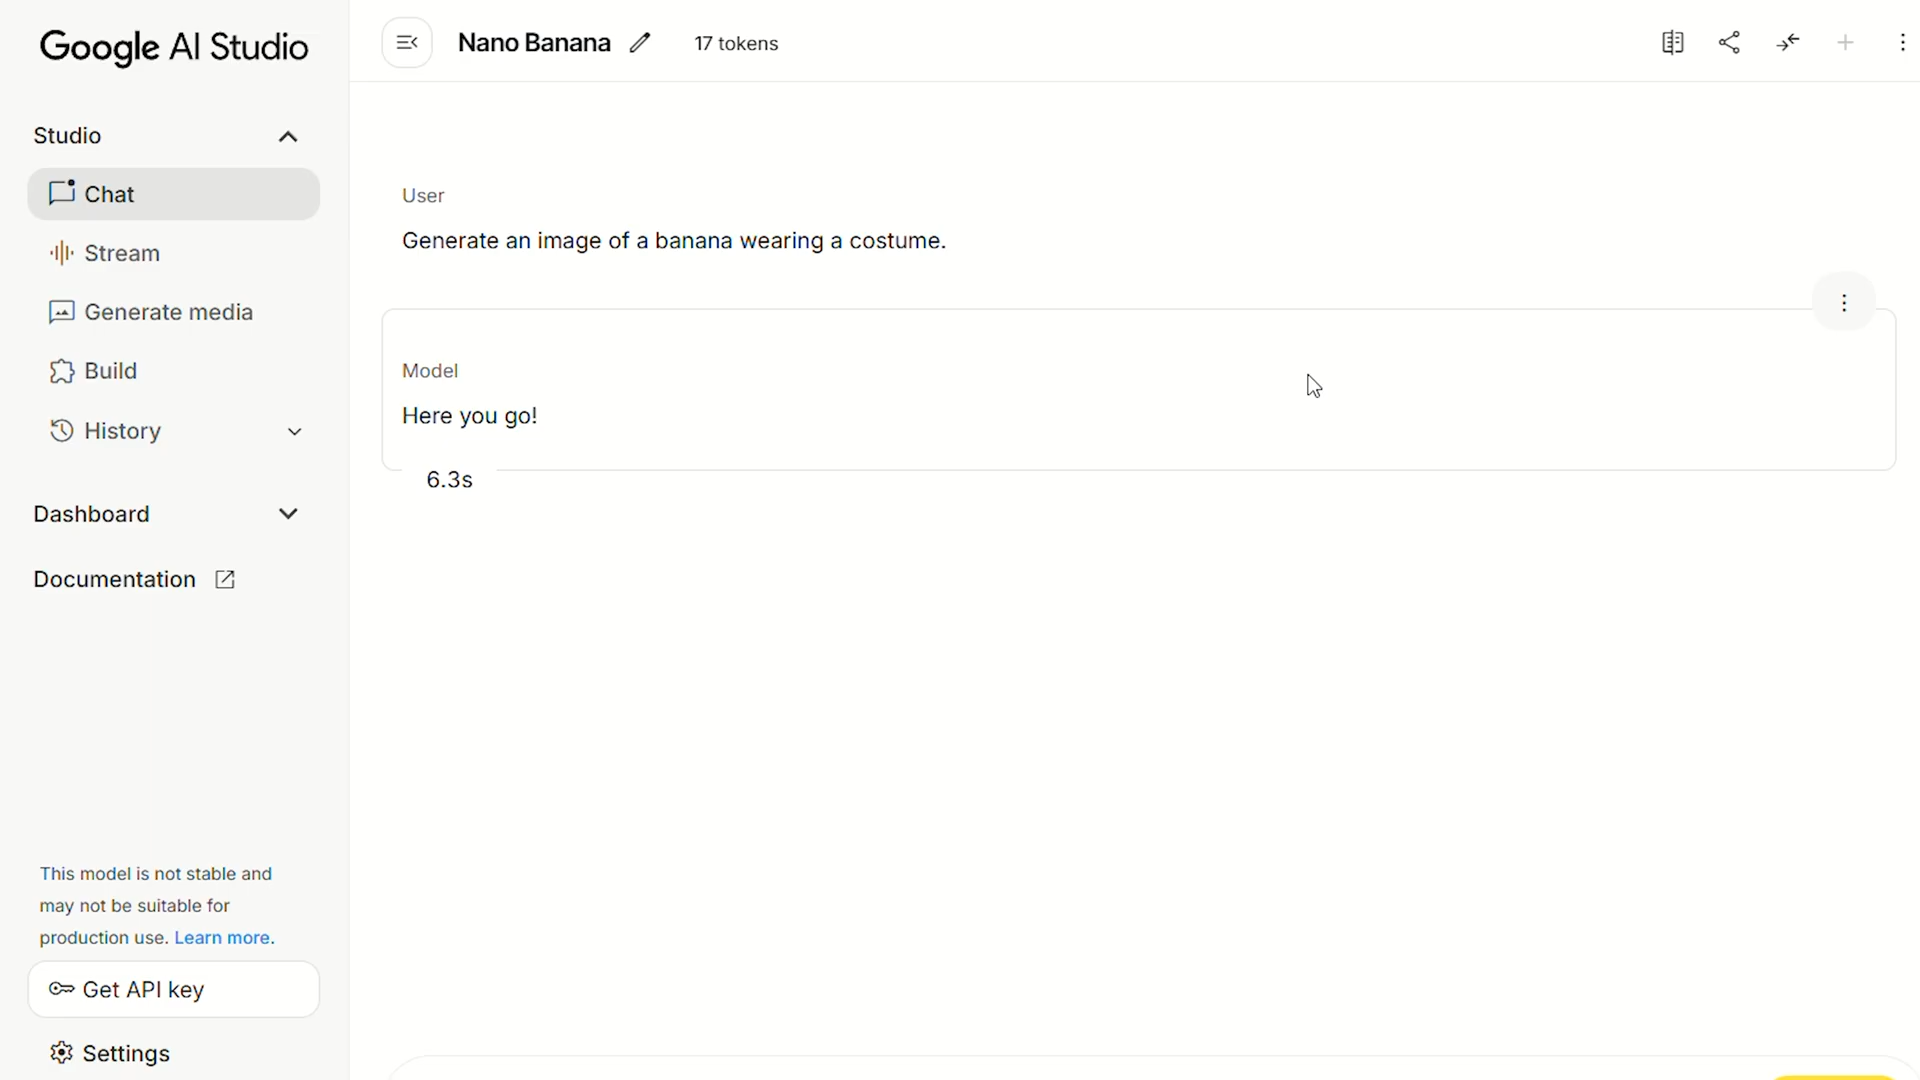 Google AI Studio
Nano Banana
17 tokens
Studio
Chat
Stream
Generate media
Build
History
Dashboard
Documentation
This model is not stable and
may not be suitable for
production use. Learn more.
Get API key
Settings
User
Generate an image of a banana wearing a costume.
Model
Here you go!
6.3s